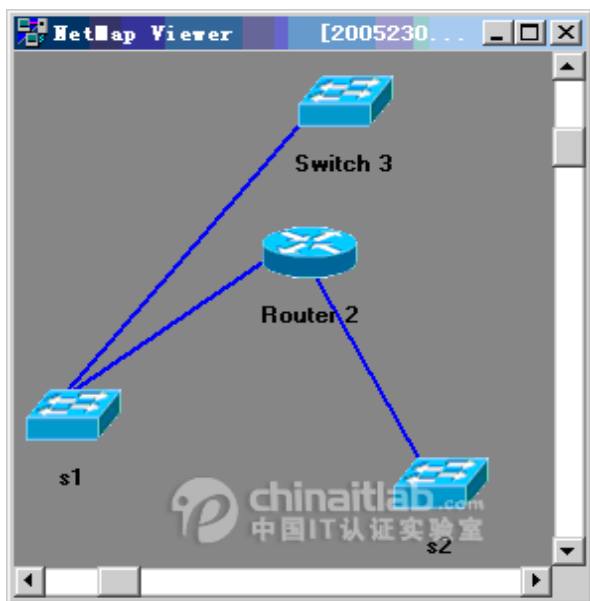 NetMap Viewer [2005230...
Switch 3
Router 2
s1
chinaitlab.com
中国IT认证实验室
s2